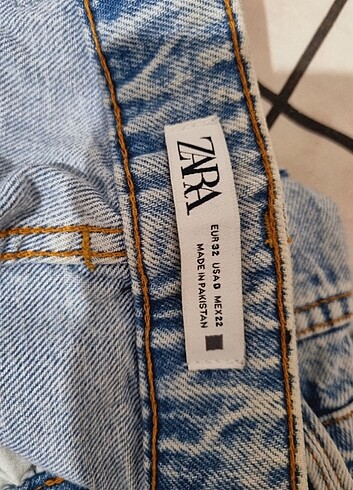 ZARA
EUR 32 USA 0 MEX 22
MADE IN PAKISTAN